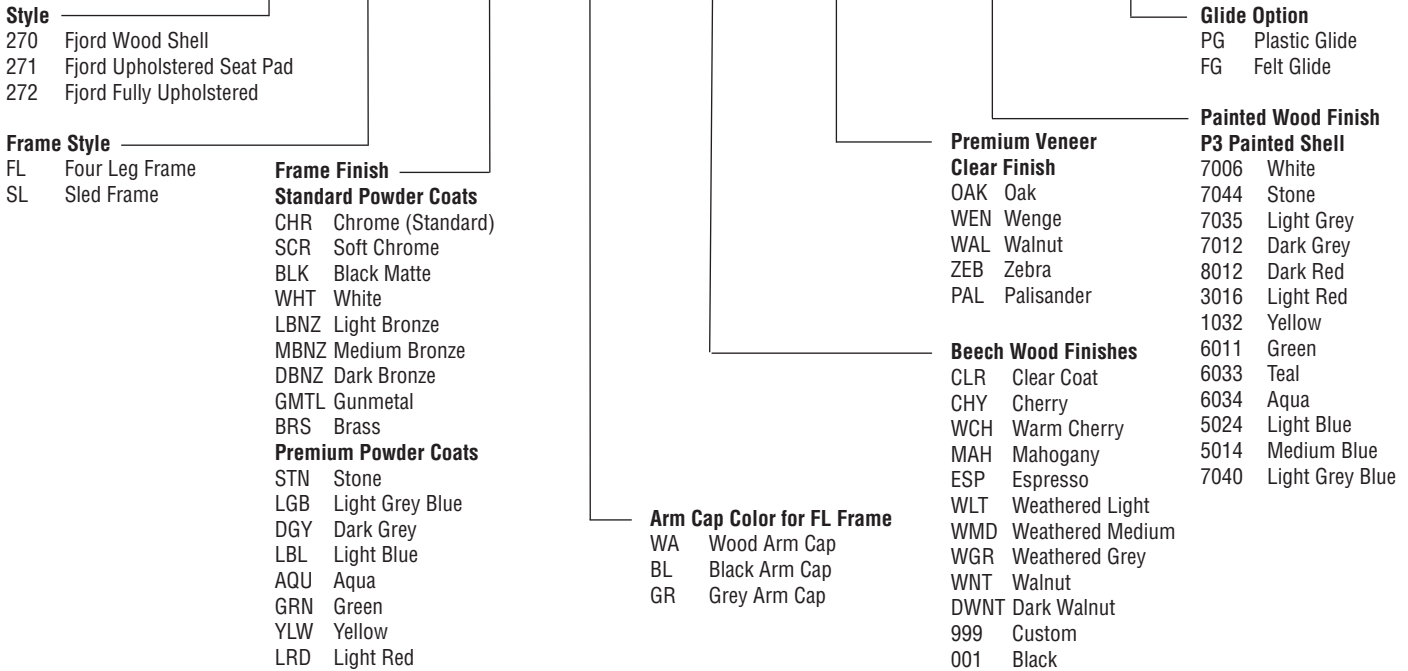 Style
270 Fjord Wood Shell
271 Fjord Upholstered Seat Pad
272 Fjord Fully Upholstered
Frame Style
FL Four Leg Frame
SL Sled Frame
Frame Finish
Standard Powder Coats
CHR Chrome (Standard)
SCR Soft Chrome
BLK Black Matte
WHT White
LBNZ Light Bronze
MBNZ Medium Bronze
DBNZ Dark Bronze
GMTL Gunmetal
BRS Brass
Premium Powder Coats
STN Stone
LGB Light Grey Blue
DGY Dark Grey
LBL Light Blue
AQU Aqua
GRN Green
YLW Yellow
LRD Light Red
Arm Cap Color for FL Frame
WA Wood Arm Cap
BL Black Arm Cap
GR Grey Arm Cap
Premium Veneer
Clear Finish
OAK Oak
WEN Wenge
WAL Walnut
ZEB Zebra
PAL Palisander
Beech Wood Finishes
CLR Clear Coat
CHY Cherry
WCH Warm Cherry
MAH Mahogany
ESP Espresso
WLT Weathered Light
WMD Weathered Medium
WGR Weathered Grey
WNT Walnut
DWNT Dark Walnut
999 Custom
001 Black
Glide Option
PG Plastic Glide
FG Felt Glide
Painted Wood Finish
P3 Painted Shell
7006 White
7044 Stone
7035 Light Grey
7012 Dark Grey
8012 Dark Red
3016 Light Red
1032 Yellow
6011 Green
6033 Teal
6034 Aqua
5024 Light Blue
5014 Medium Blue
7040 Light Grey Blue